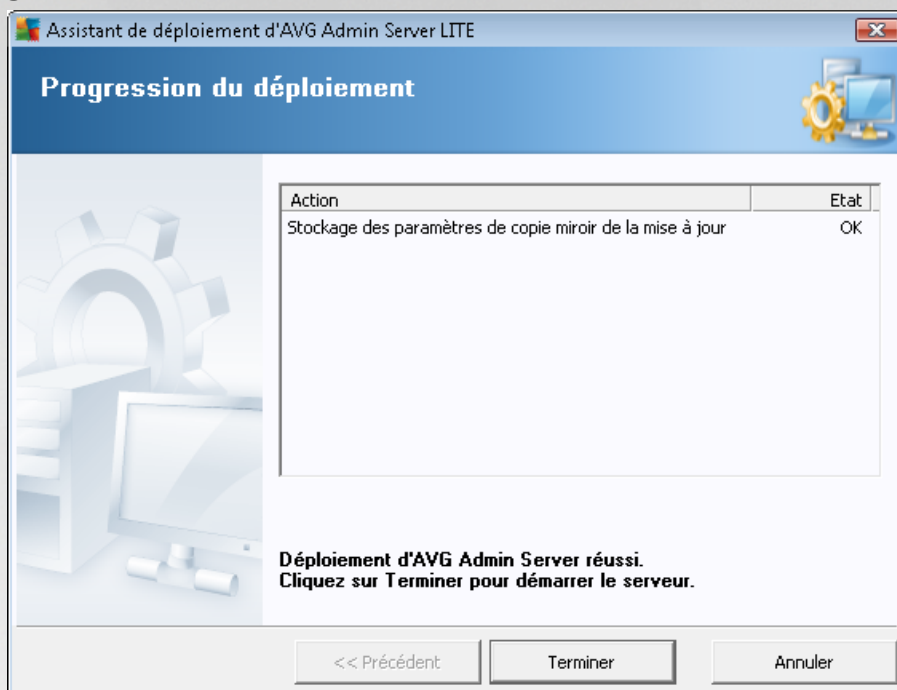 Assistant de déploiement d'AVG Admin Server LITE
Progression du déploiement
Action Etat
Stockage des paramètres de copie miroir de la mise à jour OK
Déploiement d'AVG Admin Server réussi.
Cliquez sur Terminer pour démarrer le serveur.
<< Précédent Terminer Annuler